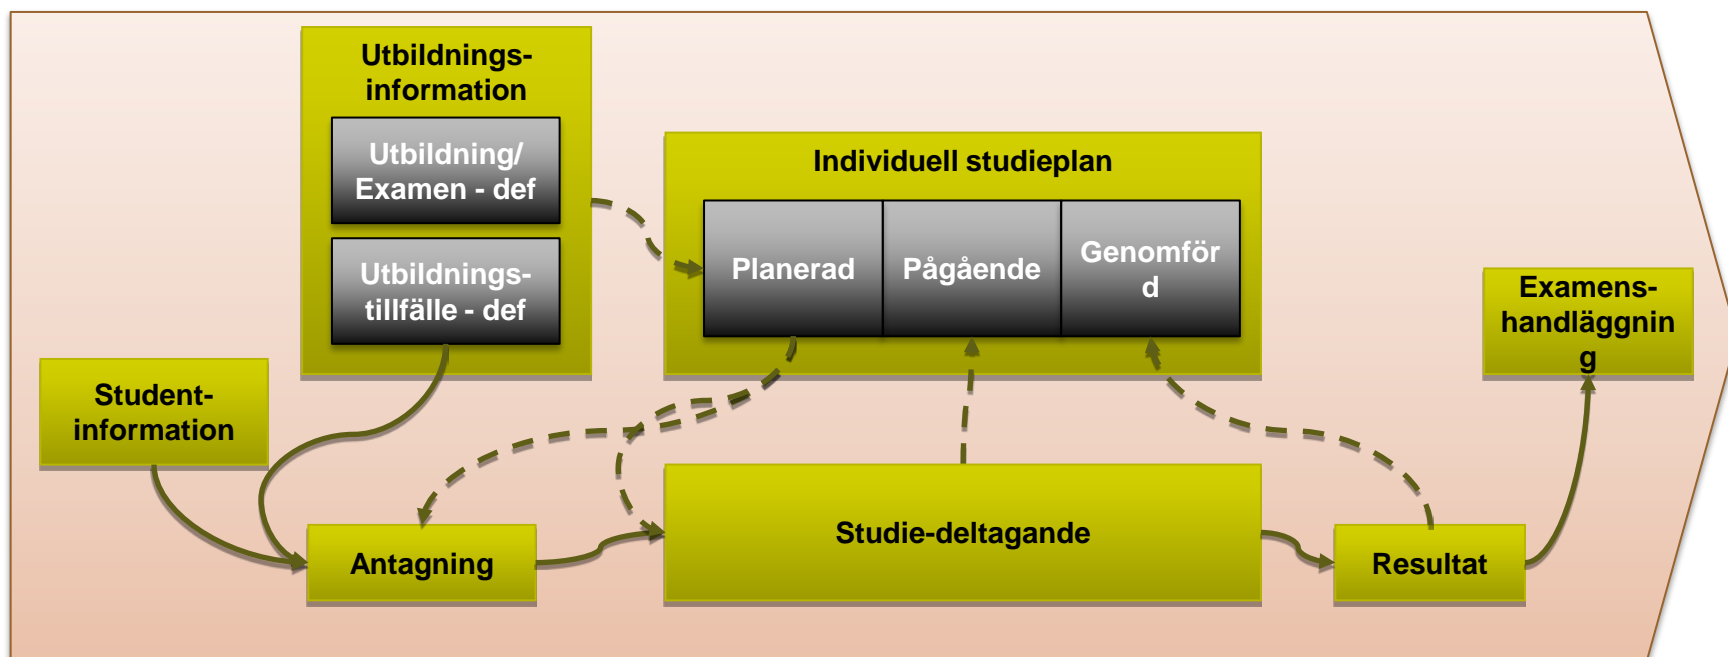 Utbildnings-
information
Utbildning/
Examen - def
Utbildnings-
tillfälle - def
Student-
information
Individuell studieplan
Planerad
Pågående
Genomför
d
Examens-
handläggnin
g
Antagning
Studie-deltagande
Resultat